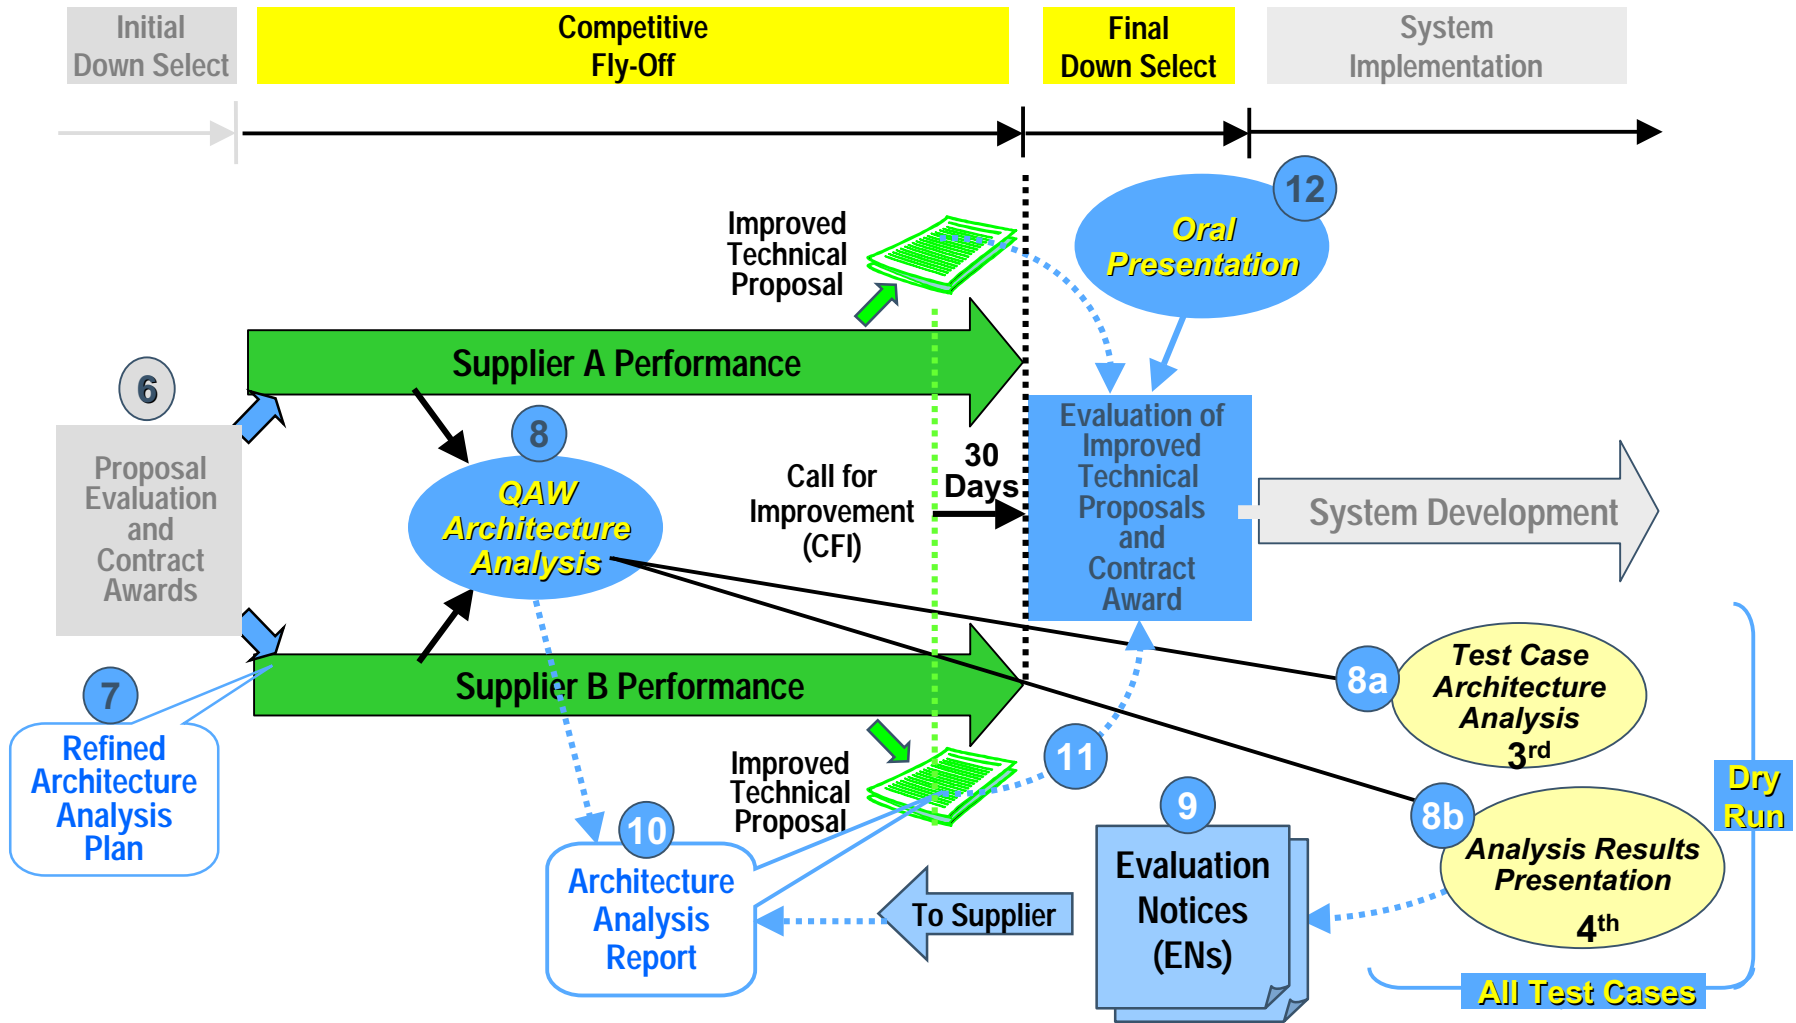 Initial
Down Select
Competitive
Fly-Off
Final
Down Select
System
Implementation
12
Oral
Presentation
Improved
Technical
Proposal
Supplier A Performance
6
Proposal
Evaluation
and
Contract
Awards
8
QAW
Architecture
Analysis
Call for
Improvement
(CFI)
30
Days
Evaluation of
Improved
Technical
Proposals
and
Contract
Award
System Development
7
Refined
Architecture
Analysis
Plan
Supplier B Performance
Improved
Technical
Proposal
11
8a
Test Case
Architecture
Analysis
3rd
8b
Analysis Results
Presentation
4th
Dry
Run
All Test Cases
9
Evaluation
Notices
(ENs)
To Supplier
10
Architecture
Analysis
Report